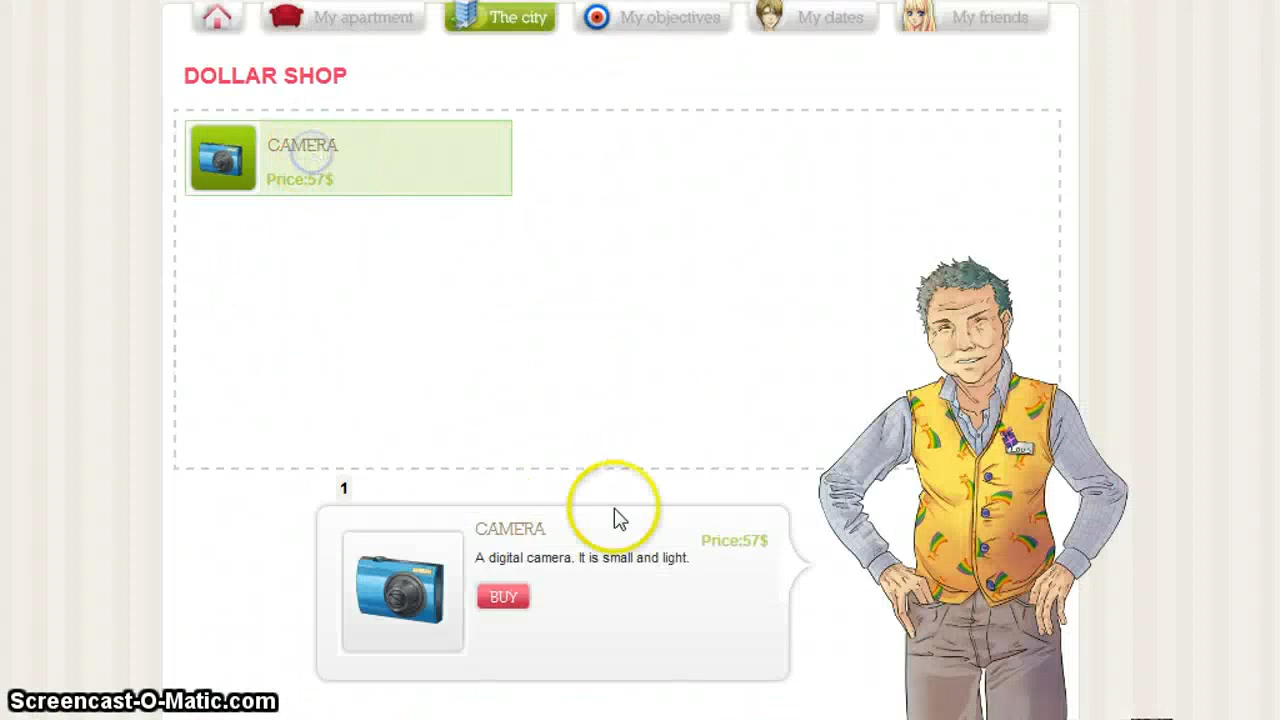 My apartment
The city
My objectives
My dates
My friends
DOLLAR SHOP
CAMERA
Price:57$
1
CAMERA
Price:57$
A digital camera. It is small and light.
BUY
Screencast-O-Matic.com